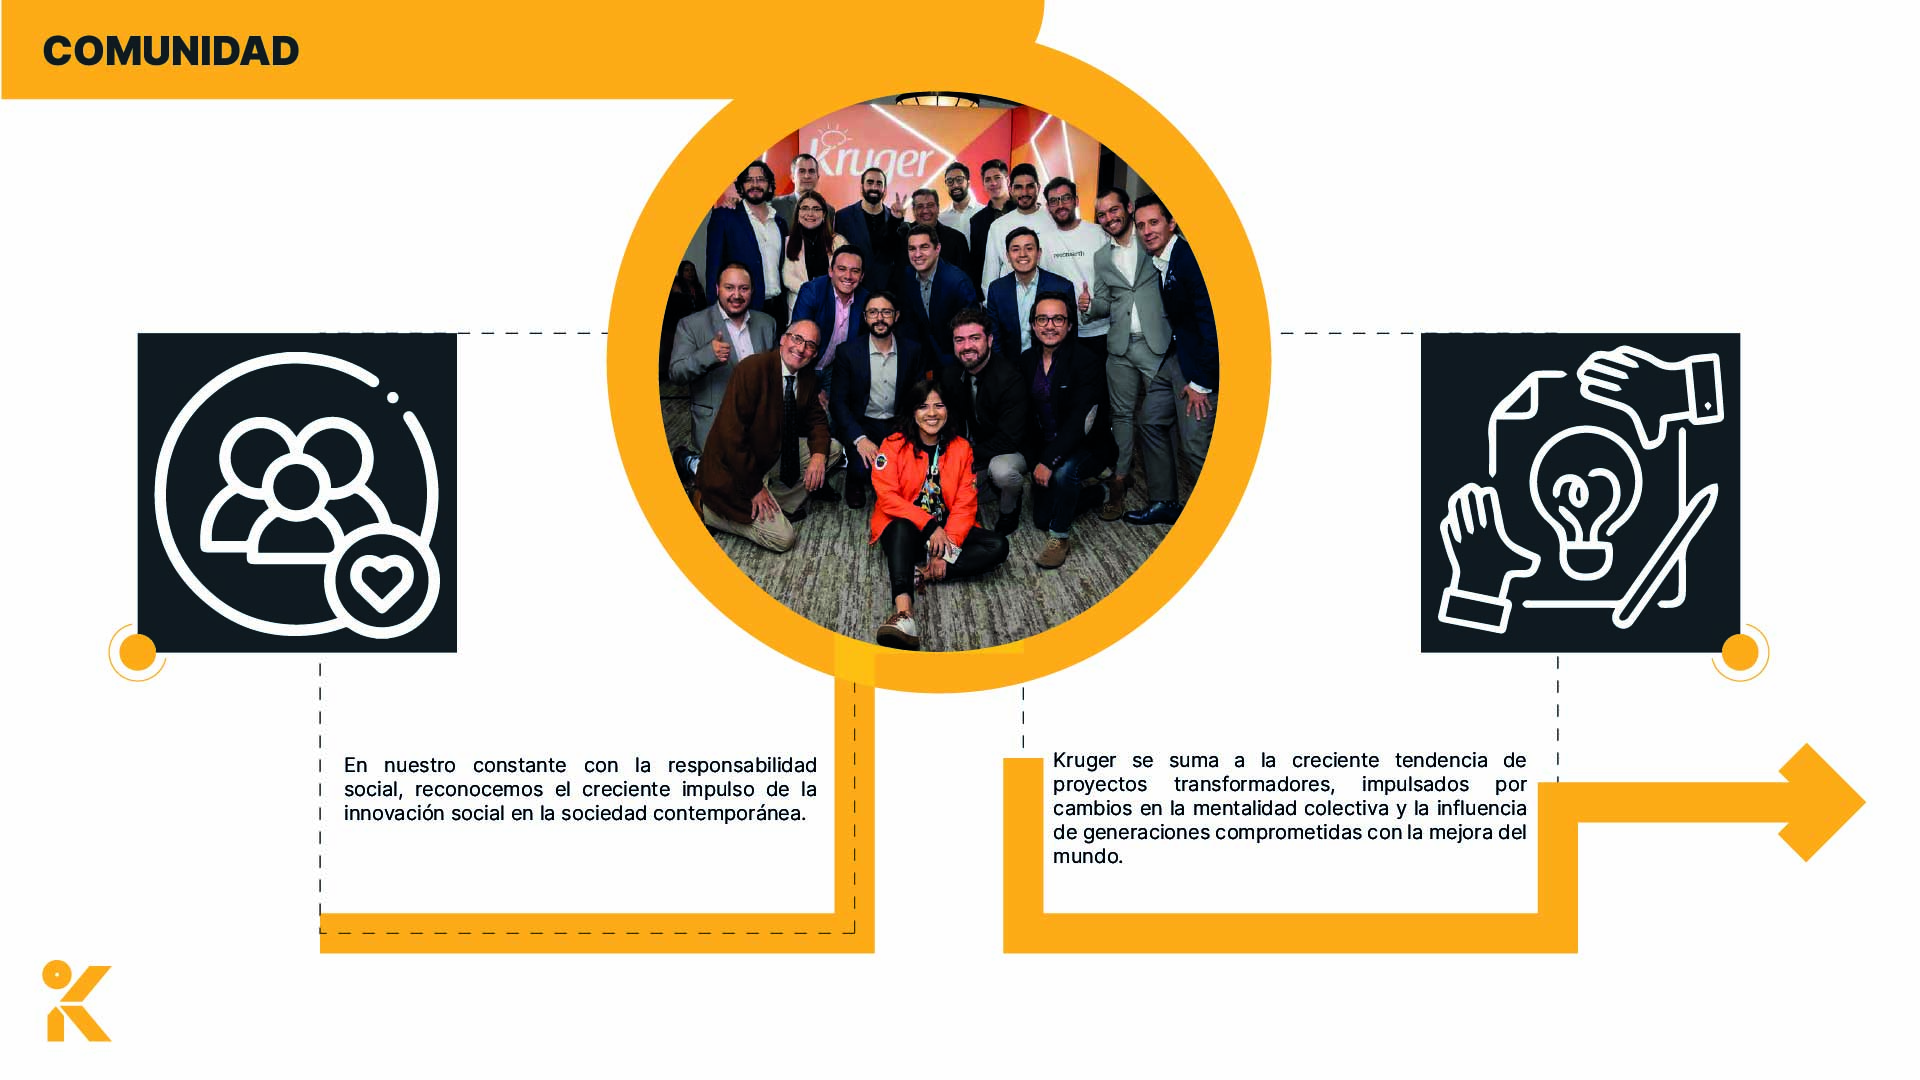 COMUNIDAD
Kruger
En nuestro constante con la responsabilidad
social, reconocemos el creciente impulso de la
innovación social en la sociedad contemporánea.
Kruger se suma a la creciente tendencia de
proyectos transformadores, impulsados por
cambios en la mentalidad colectiva y la influencia
de generaciones comprometidas con la mejora del
mundo.